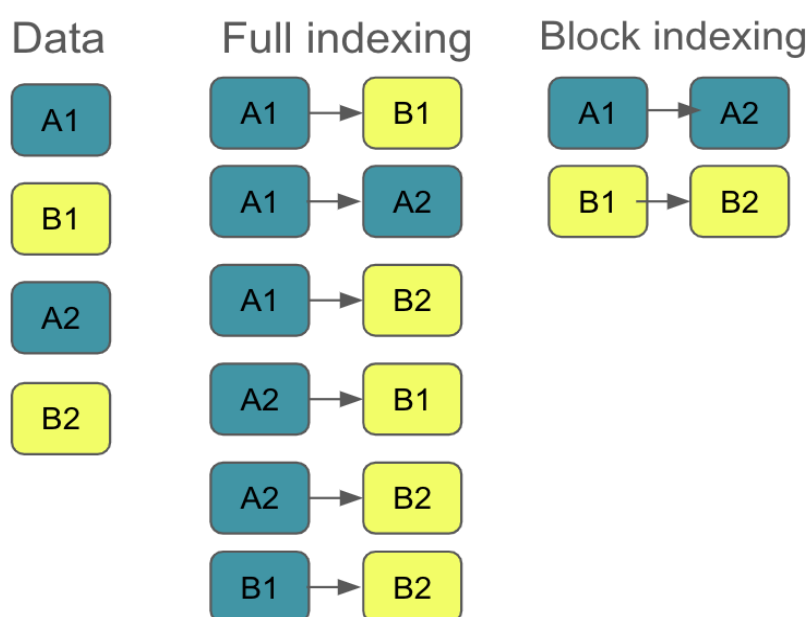 Data
Full indexing
Block indexing
A1
B1
A2
B2
A1 B1
A1 A2
A1 B2
A2 B1
A2 B2
B1 B2
A1 A2
B1 B2